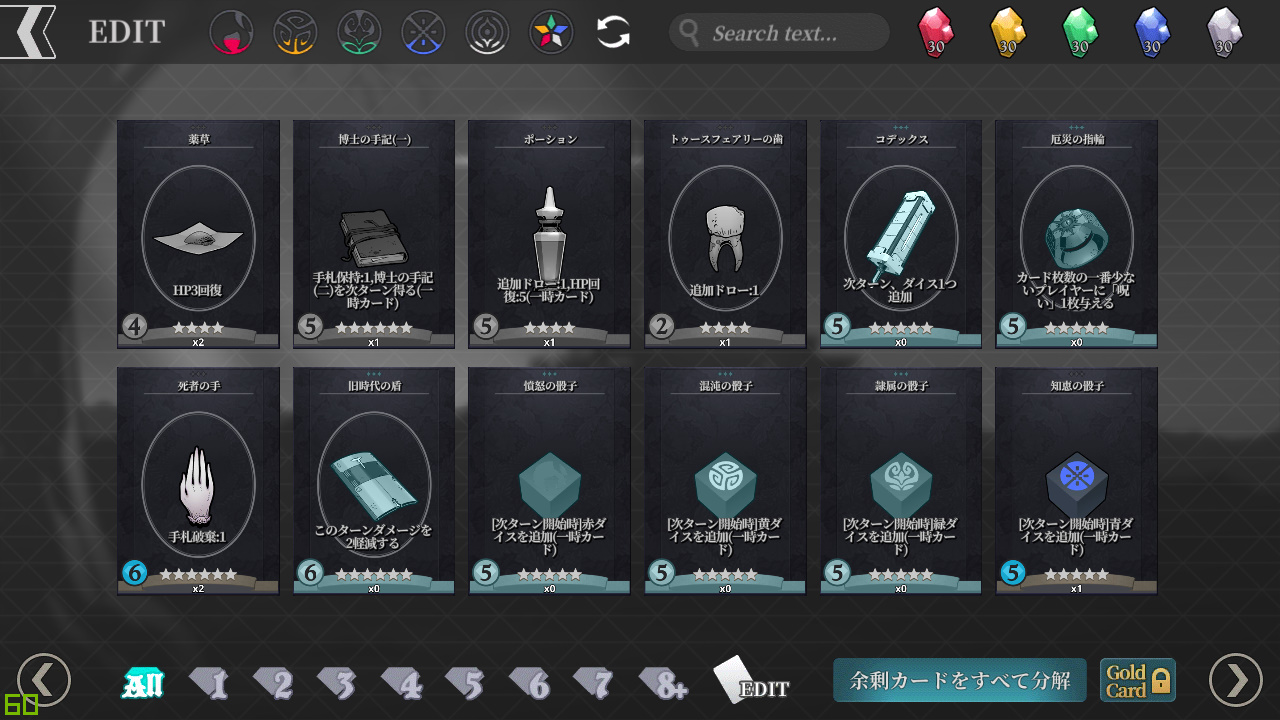 EDIT
Search text...
30
30
30
30
30
薬草
HP3回復
4
x2
博士の手記(一)
手札保持:1,博士の手記
(二)を次ターン得る(一
時カード)
5
x1
ポーション
追加ドロー:1,HP回
復:5(一時カード)
5
x1
トゥースフェアリーの歯
追加ドロー:1
2
x1
コデックス
次ターン、ダイス1つ
追加
5
x0
厄災の指輪
カード枚数の一番少な
いプレイヤーに「呪
い」1枚与える
5
x0
死者の手
手札破棄:1
6
x2
旧時代の盾
このターンダメージを
2軽減する
6
x0
憤怒の骰子
[次ターン開始時]赤ダ
イスを追加(一時カー
ド)
5
x0
混沌の骰子
[次ターン開始時]黄ダ
イスを追加(一時カー
ド)
5
x0
隷属の骰子
[次ターン開始時]緑ダ
イスを追加(一時カー
ド)
5
x0
知恵の骰子
[次ターン開始時]青ダ
イスを追加(一時カー
ド)
5
x1
All
1
2
3
4
5
6
7
8+
EDIT
余剰カードをすべて分解
Gold
Card
60